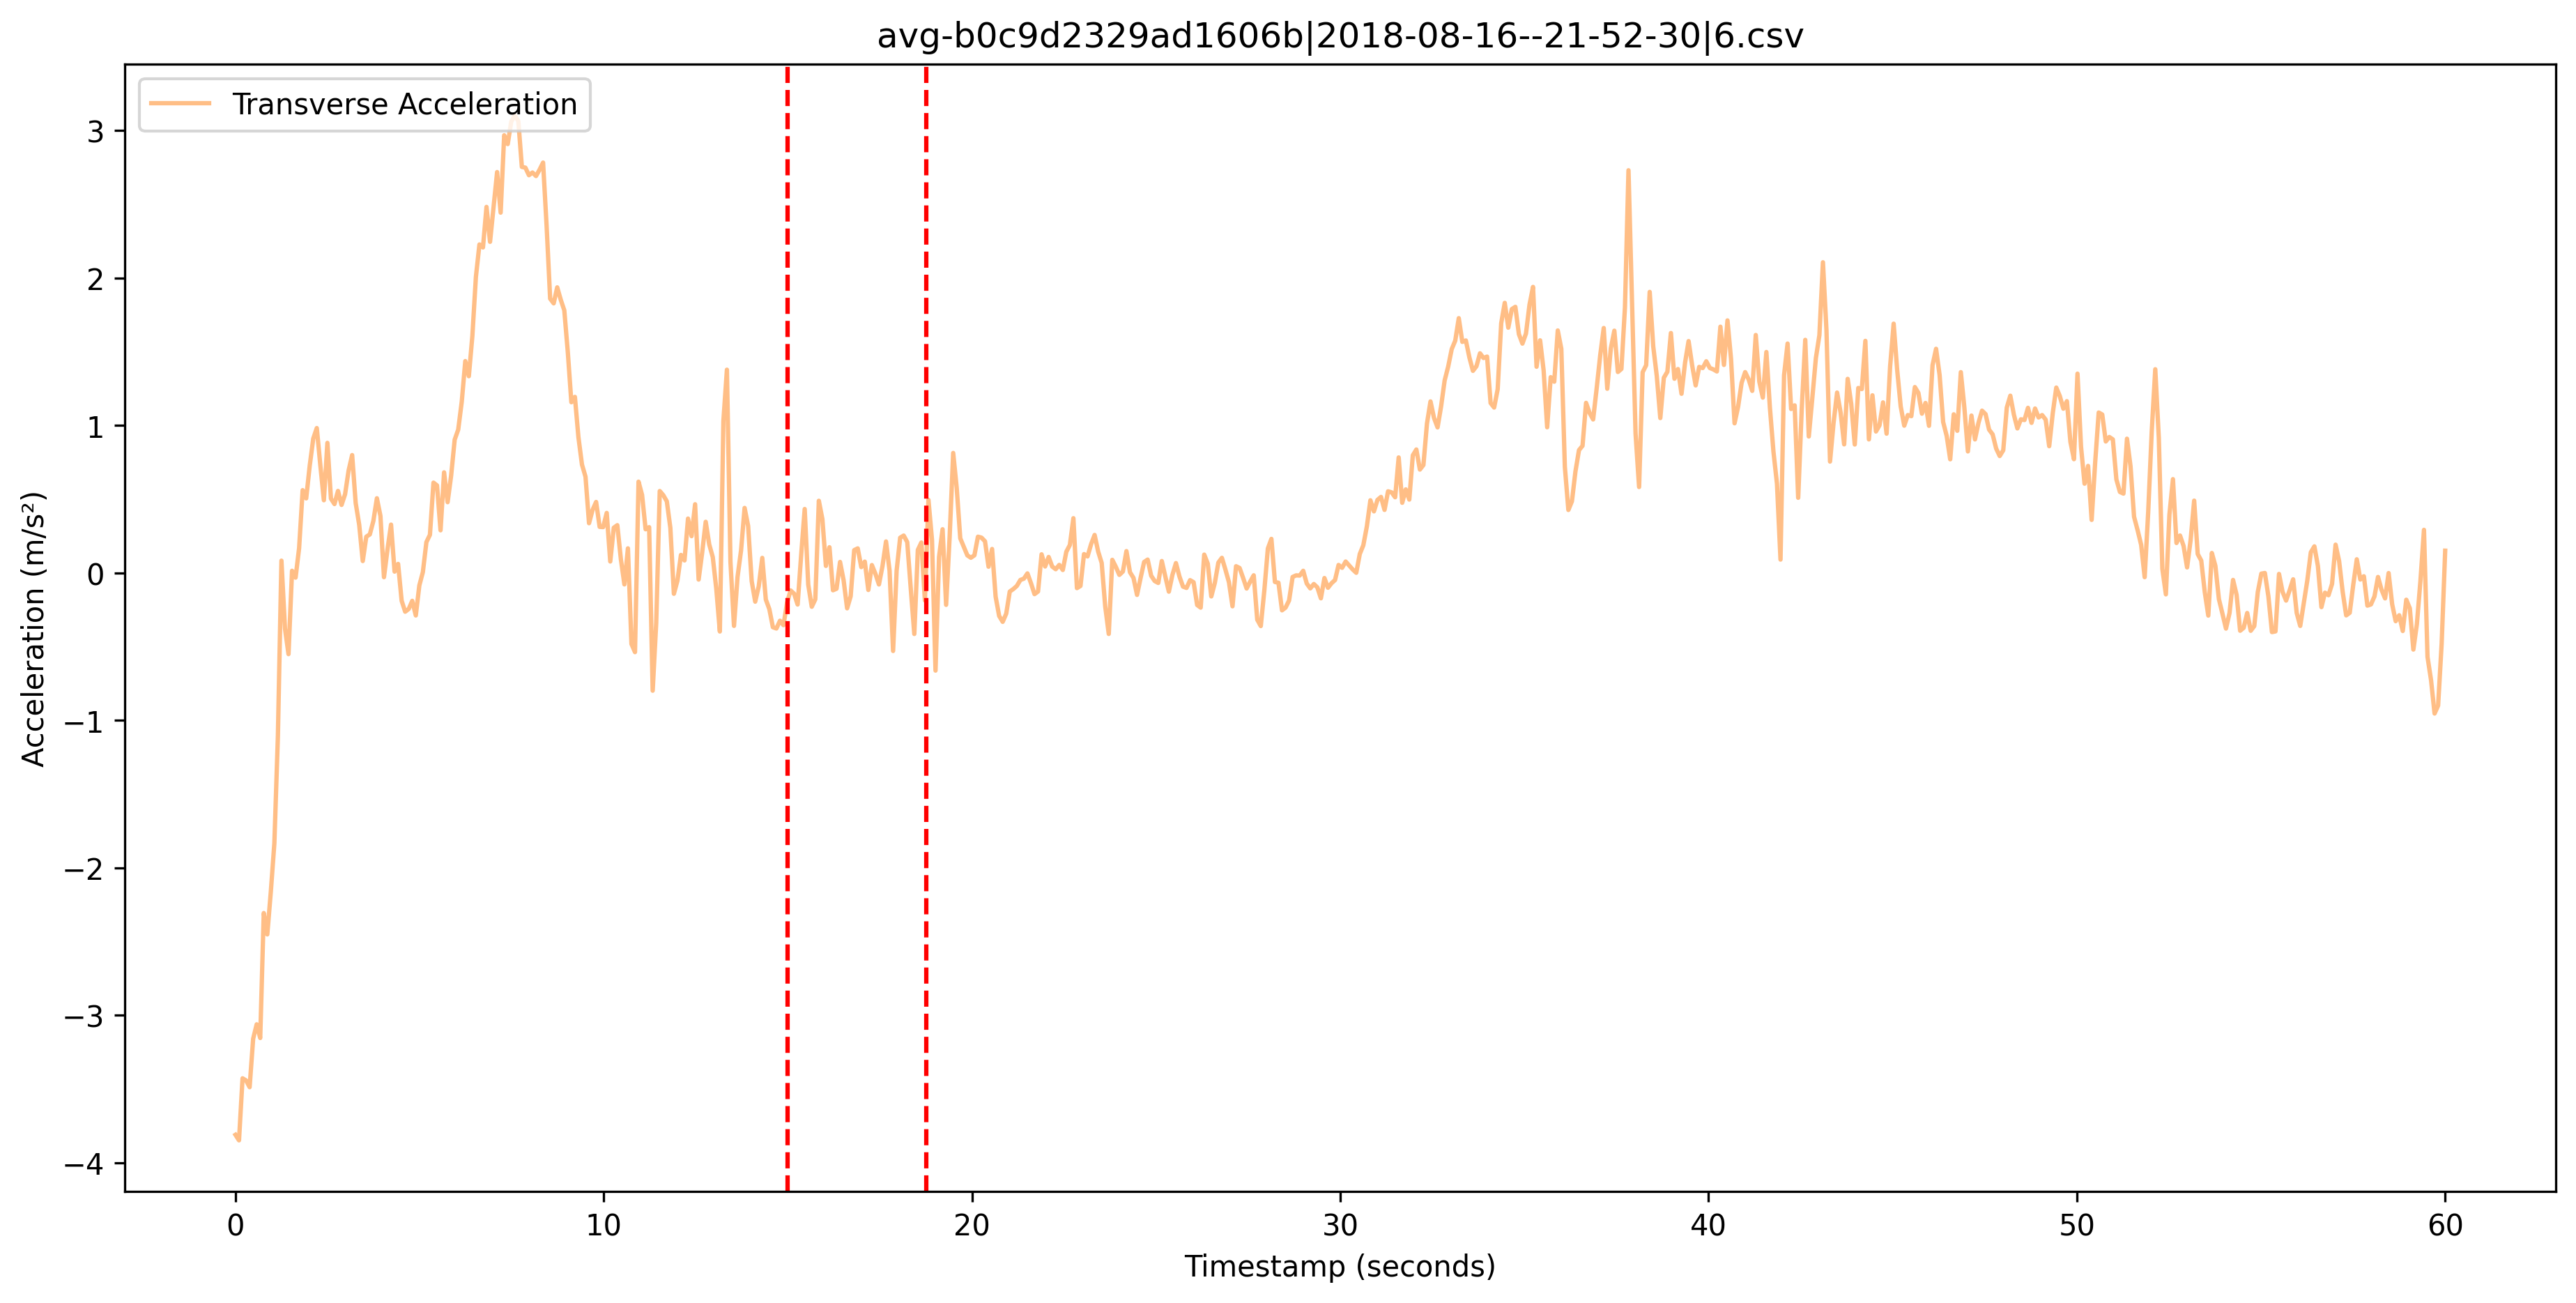 avg-b0c9d2329ad1606b|2018-08-16--21-52-30|6.csv
Transverse Acceleration
3
2
1
0
−1
−2
−3
−4
Acceleration (m/s²)
0 10 20 30 40 50 60
Timestamp (seconds)